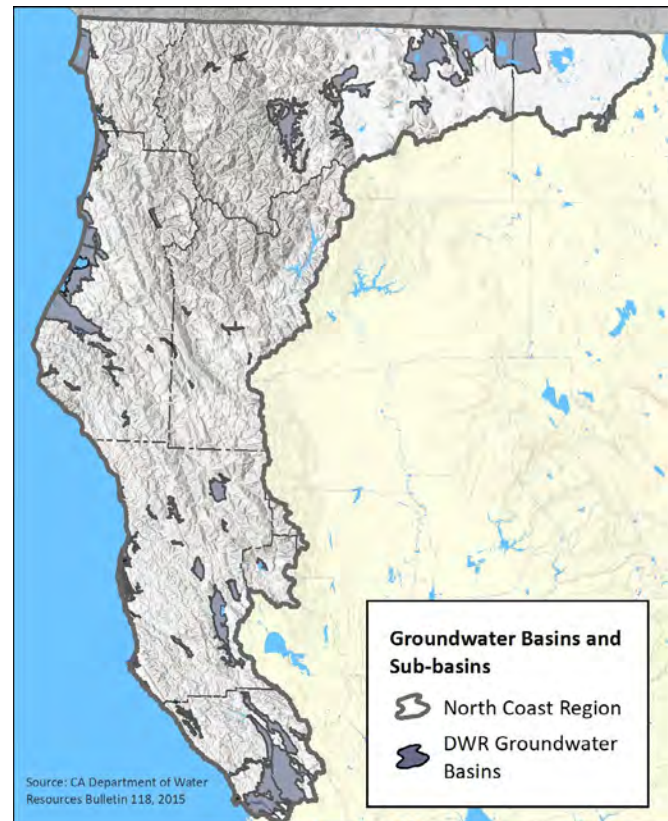 Groundwater Basins and
Sub-basins
North Coast Region
DWR Groundwater
Basins
Source: CA Department of Water
Resources Bulletin 118, 2015